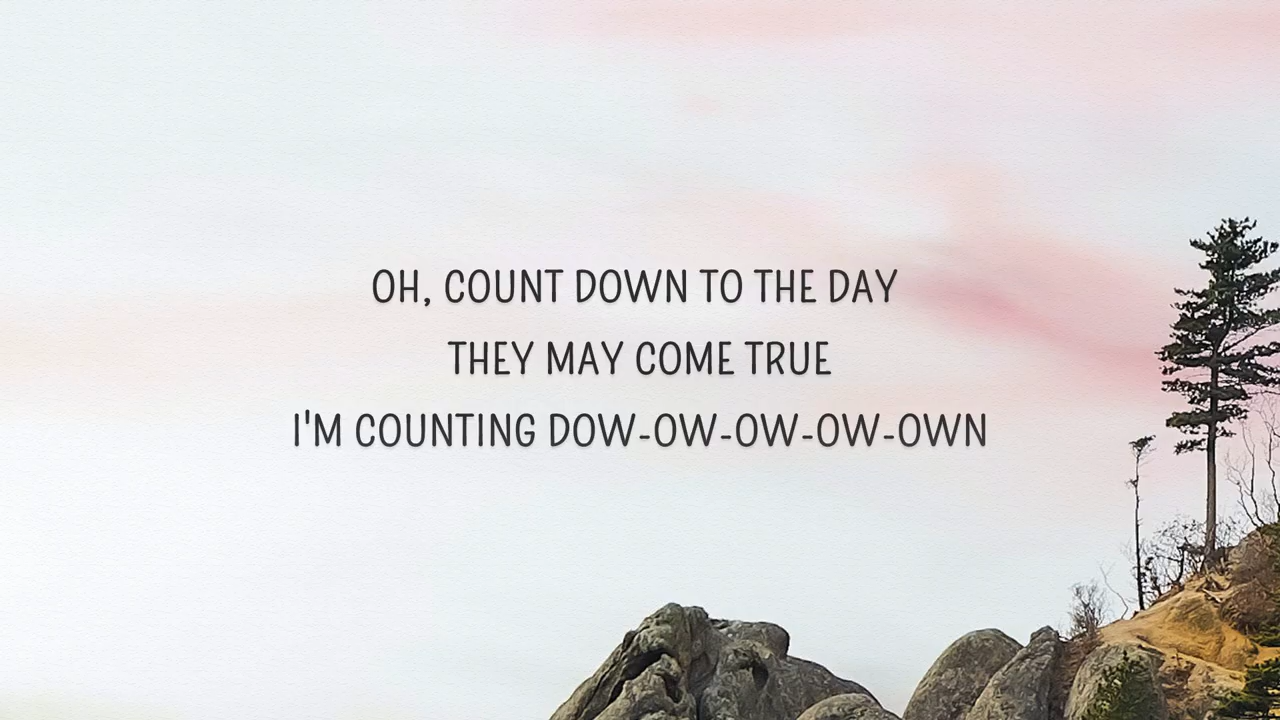 OH, COUNT DOWN TO THE DAY
THEY MAY COME TRUE
I'M COUNTING DOW-OW-OW-OW-OWN